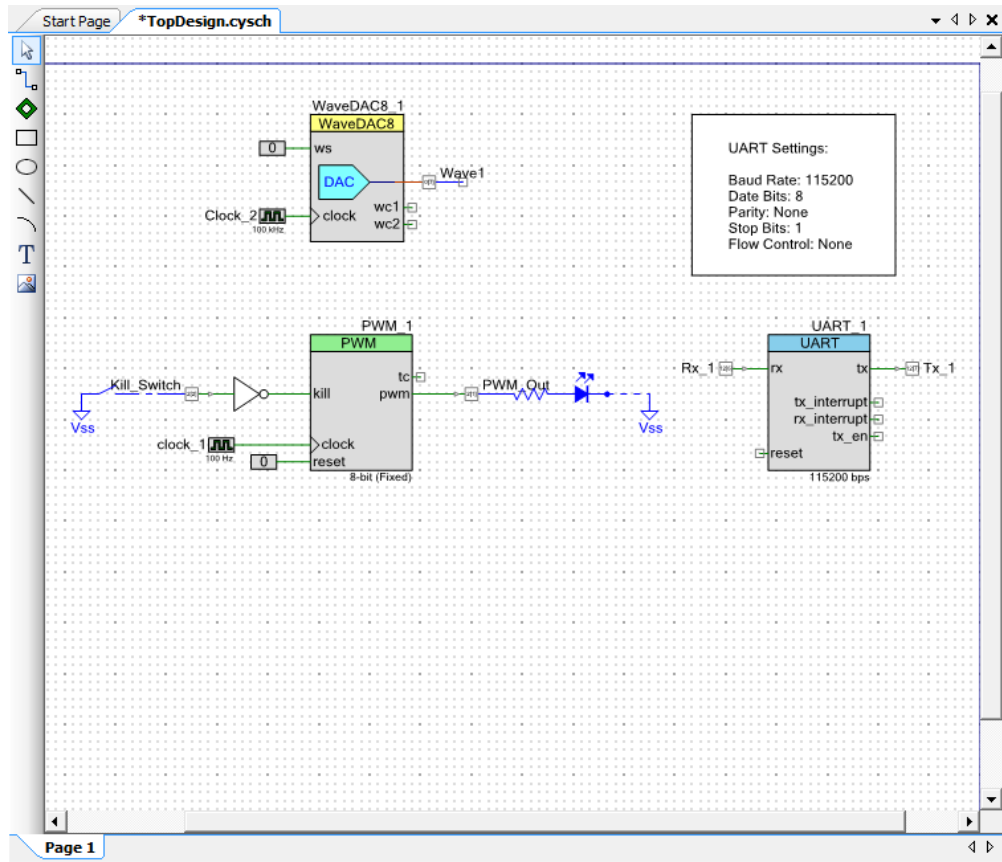 Start Page
*TopDesign.cysch
WaveDAC8_1
WaveDAC8
0
ws
DAC
Wave1
Clock_2
100 kHz
clock
wc1
wc2
UART Settings:
Baud Rate: 115200
Date Bits: 8
Parity: None
Stop Bits: 1
Flow Control: None
PWM_1
PWM
Kill_Switch
Vss
kill
tc
pwm
PWM_Out
Vss
clock_1
100 Hz
clock
0
reset
8-bit (Fixed)
UART_1
UART
Rx_1
rx
tx
Tx_1
tx_interrupt
rx_interrupt
tx_en
reset
115200 bps
T
Page 1